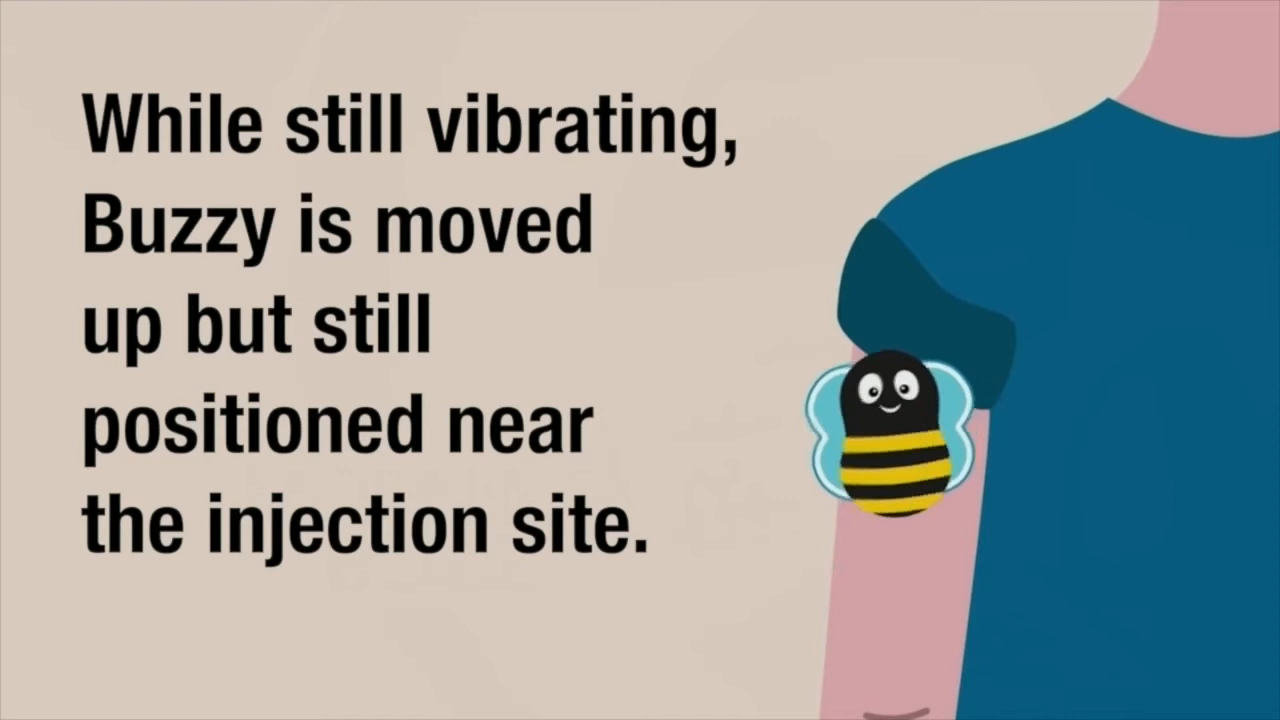 While still vibrating,
Buzzy is moved
up but still
positioned near
the injection site.